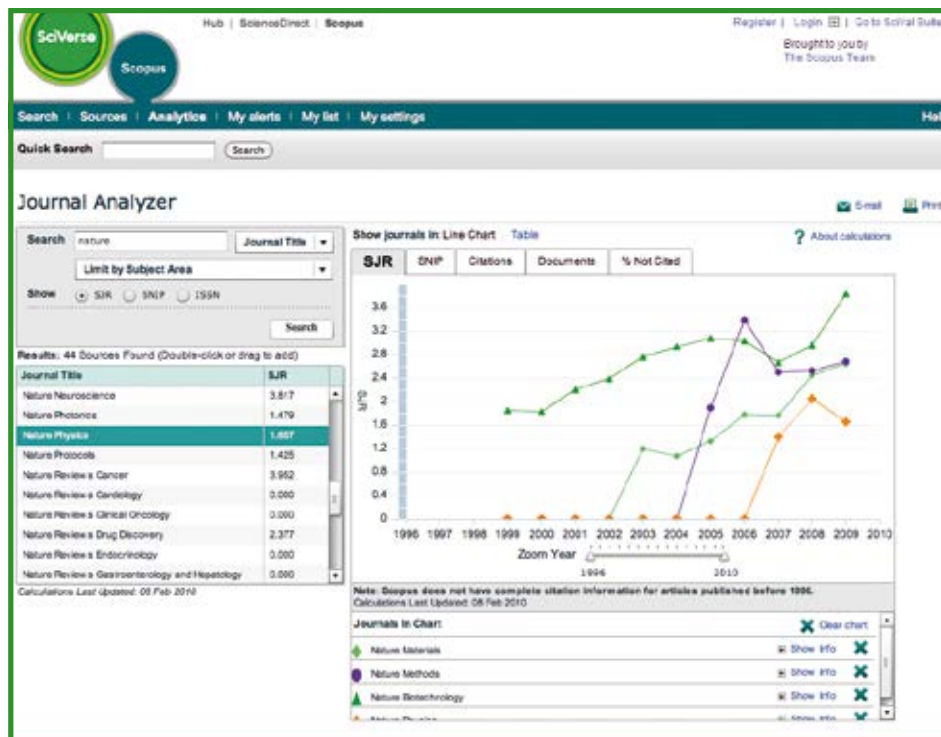 SciVerse
Scopus
Hub | ScienceDirect | Scopus
Register | Login | Go to SciVal Suite
Brought to you by
The Scopus Team
Search | Sources | Analytics | My alerts | My list | My settings
Quick Search Search
Journal Analyzer
E-mail Print
Search nature Journal Title
Limit by Subject Area
Show SJR SNIP ISSN
Search
Results: 44 Sources Found (Double-click or drag to add)
Journal Title SJR
Nature Neuroscience 3.817
Nature Photonics 1.479
Nature Physics
Nature Protocols 1.425
Nature Reviews Cancer 3.952
Nature Reviews Cardiology 0.000
Nature Reviews Clinical Oncology 0.000
Nature Reviews Drug Discovery 2.377
Nature Reviews Endocrinology 0.000
Nature Reviews Gastroenterology and Hepatology 0.000
Calculations Last Updated: 08 Feb 2010
Show journals in: Line Chart Table
? About calculations
SJR SNIP Citations Documents % Not Cited
3.6
3.2
2.8
2.4
2
1.6
1.2
0.8
0.4
0
SJR
1996 1997 1998 1999 2000 2001 2002 2003 2004 2005 2006 2007 2008 2009 2010
Zoom Year
1996 2010
Note: Scopus does not have complete citation information for articles published before 1996.
Calculations Last Updated: 08 Feb 2010
Journals in Chart Clear chart
Nature Materials Show info
Nature Methods Show info
Nature Biotechnology Show info
Nature Physics Show info